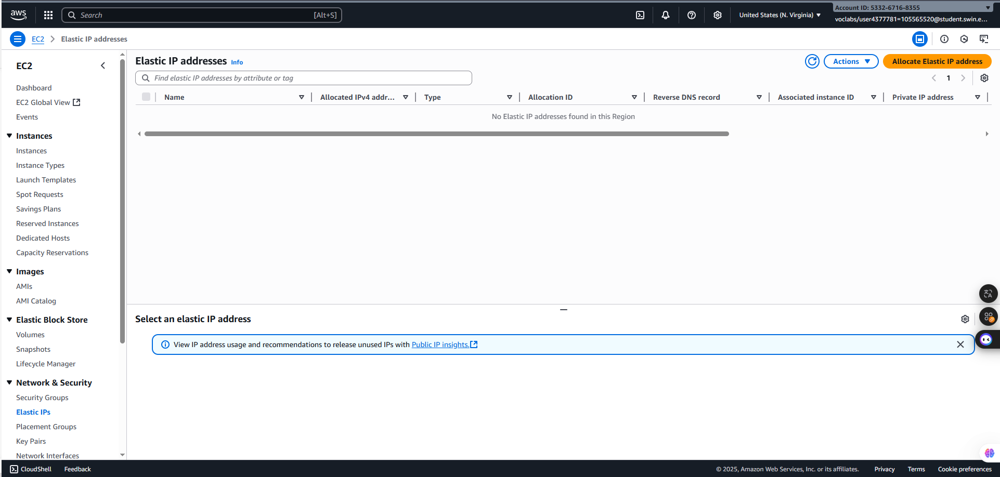 aws
Search
[Alt+S]
United States (N. Virginia)
Account ID: 5332-6716-8355
voclabs/user4377781=105565520@student.swin.e...
EC2
Elastic IP addresses
EC2
Dashboard
EC2 Global View
Events
Instances
Instances
Instance Types
Launch Templates
Spot Requests
Savings Plans
Reserved Instances
Dedicated Hosts
Capacity Reservations
Images
AMIs
AMI Catalog
Elastic Block Store
Volumes
Snapshots
Lifecycle Manager
Network & Security
Security Groups
Elastic IPs
Placement Groups
Key Pairs
Network Interfaces
Elastic IP addresses Info
Actions
Allocate Elastic IP address
Find elastic IP addresses by attribute or tag
1
Name
Allocated IPv4 addr...
Type
Allocation ID
Reverse DNS record
Associated instance ID
Private IP address
No Elastic IP addresses found in this Region
Select an elastic IP address
View IP address usage and recommendations to release unused IPs with Public IP insights.
CloudShell
Feedback
© 2025, Amazon Web Services, Inc. or its affiliates.
Privacy
Terms
Cookie preferences